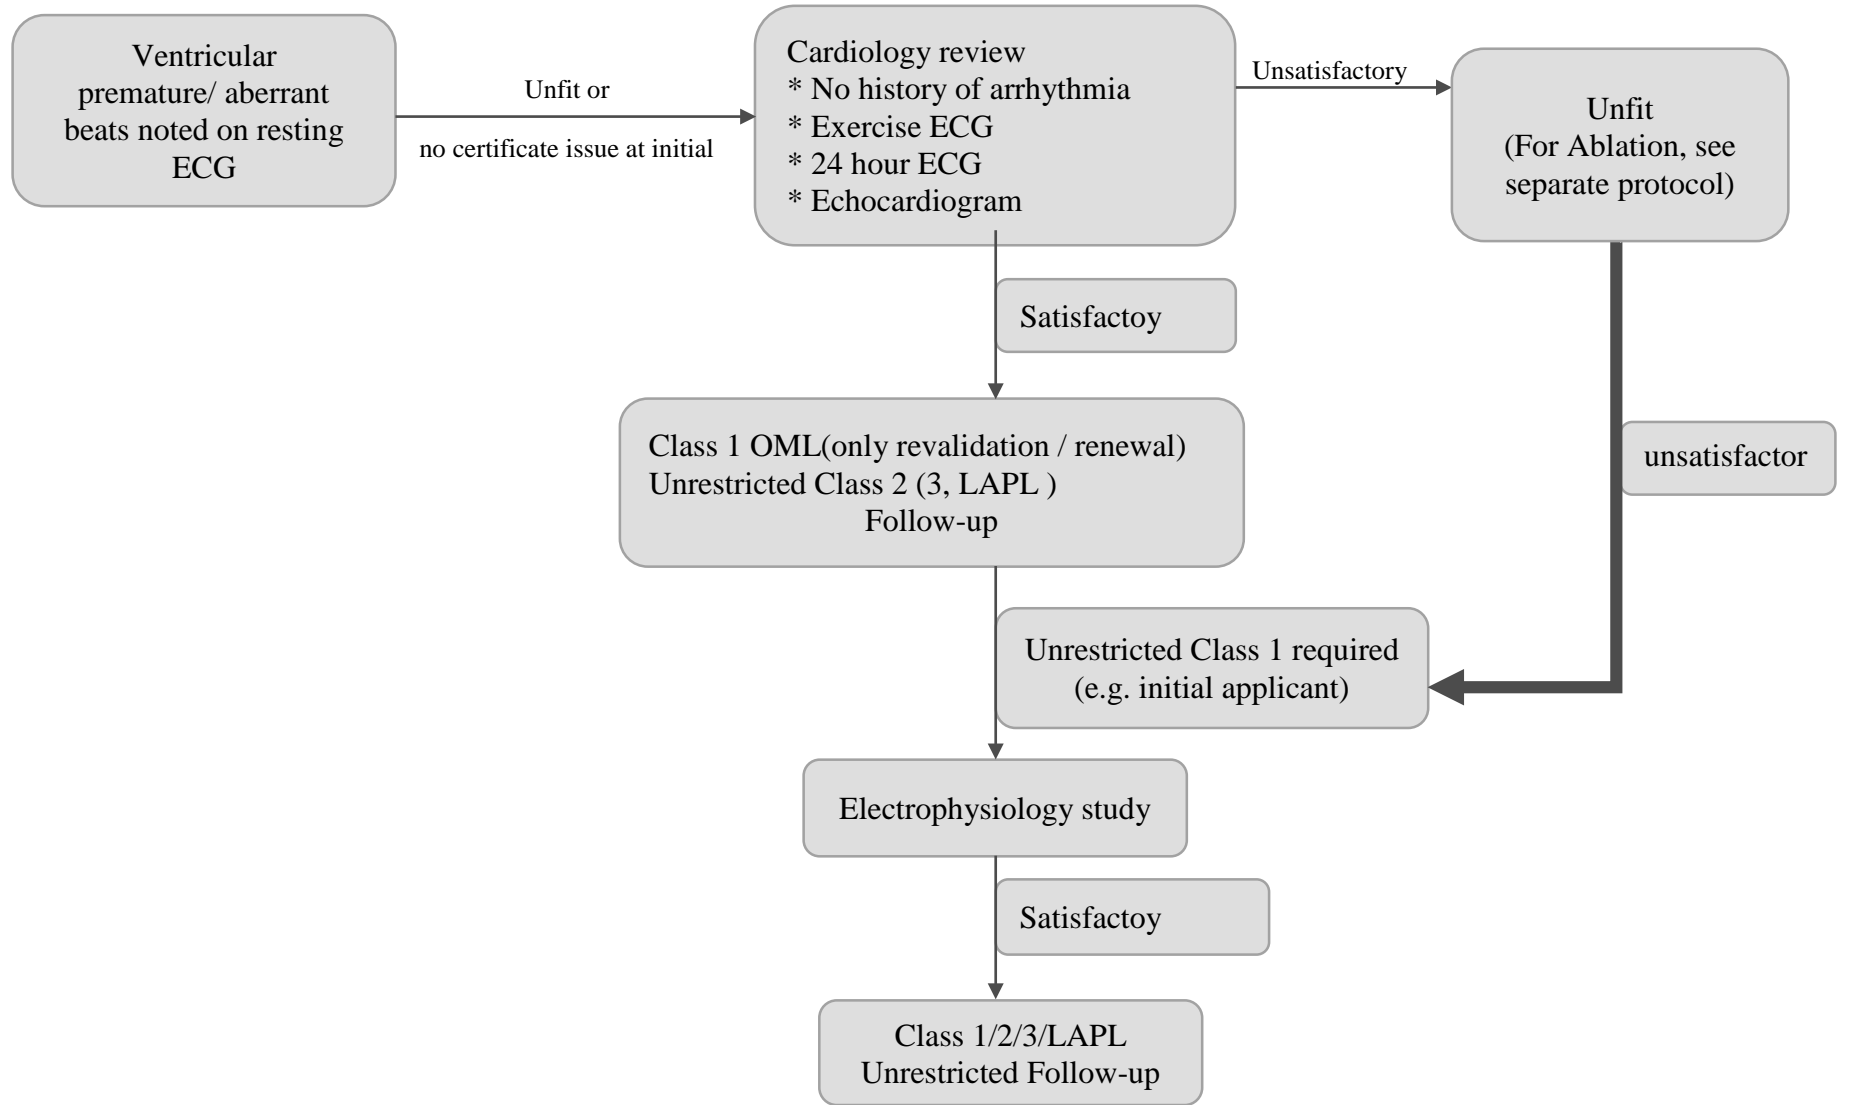 Ventricular
premature/ aberrant
beats noted on resting
ECG
Unfit or
no certificate issue at initial
Cardiology review
* No history of arrhythmia
* Exercise ECG
* 24 hour ECG
* Echocardiogram
Unsatisfactory
Unfit
(For Ablation, see
separate protocol)
Satisfactoy
Class 1 OML(only revalidation / renewal)
Unrestricted Class 2 (3, LAPL )
Follow-up
unsatisfactor
Unrestricted Class 1 required
(e.g. initial applicant)
Electrophysiology study
Satisfactoy
Class 1/2/3/LAPL
Unrestricted Follow-up